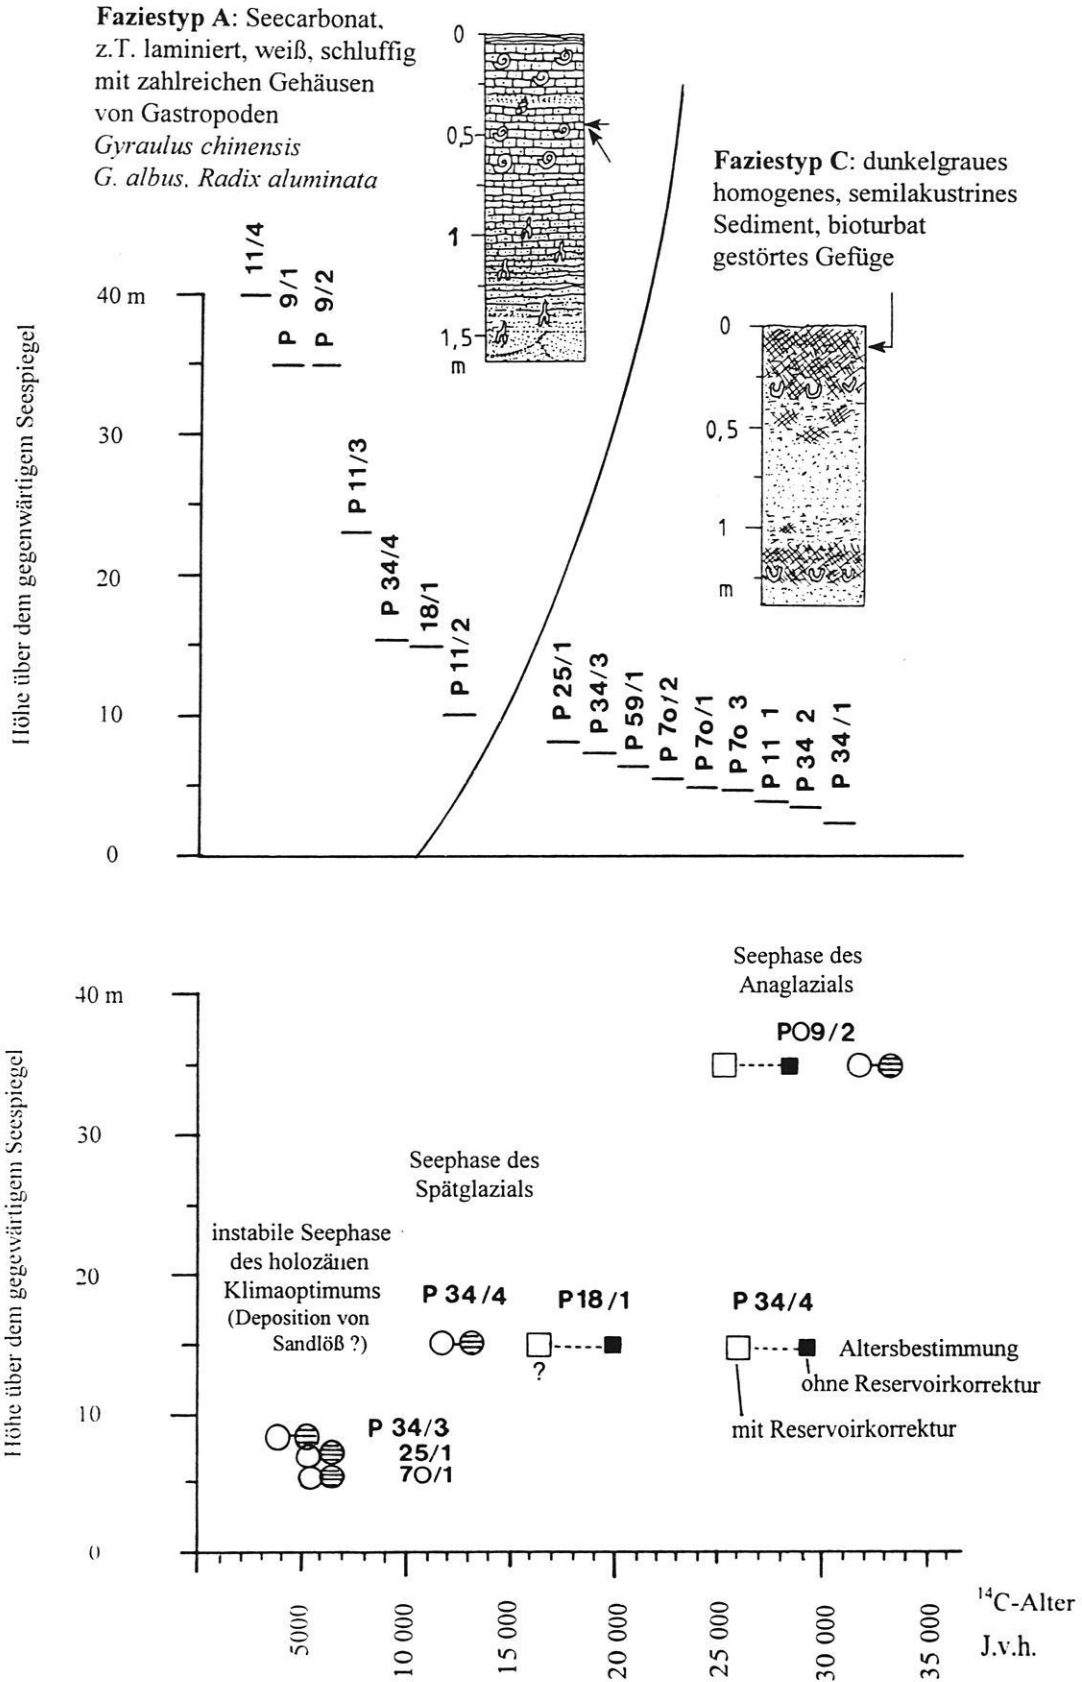 Faziestyp A: Seecarbonat,
z.T. laminiert, weiß, schluffig
mit zahlreichen Gehäusen
von Gastropoden
Gyraulus chinensis
G. albus, Radix aluminata
0
0,5
1
1,5
m
Faziestyp C: dunkelgraues
homogenes, semilakustrines
Sediment, bioturbat
gestörtes Gefüge
0
0,5
1
m
Höhe über dem gegenwärtigem Seespiegel
40 m
30
20
10
0
11/4
P 9/1
P 9/2
P 11/3
P 34/4
18/1
P 11/2
P 25/1
P 34/3
P 59/1
P 7o/2
P 7o/1
P 7o 3
P 11 1
P 34 2
P 34/1
Höhe über dem gegewärtigem Seespiegel
40 m
30
20
10
0
Seephase des
Anaglazials
PO9/2
Seephase des
Spätglazials
instabile Seephase
des holozänen
Klimaoptimums
(Deposition von
Sandlöß ?)
P 34/4
P18/1
P 34/4
?
Altersbestimmung
ohne Reservoirkorrektur
mit Reservoirkorrektur
P 34/3
25/1
7O/1
5000
10 000
15 000
20 000
25 000
30 000
35 000
14C-Alter
J.v.h.